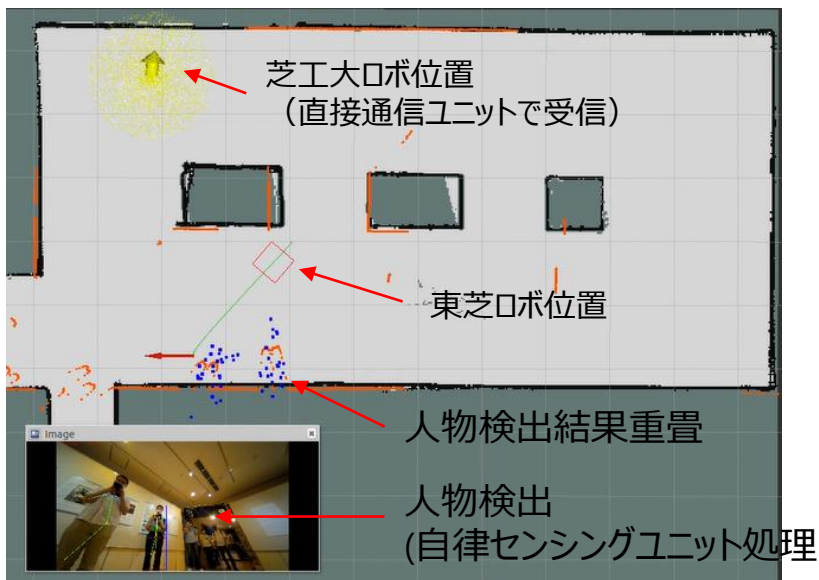 芝工大ロボ位置
（直接通信ユニットで受信）
東芝ロボ位置
人物検出結果重畳
Image
人物検出
(自律センシングユニット処理